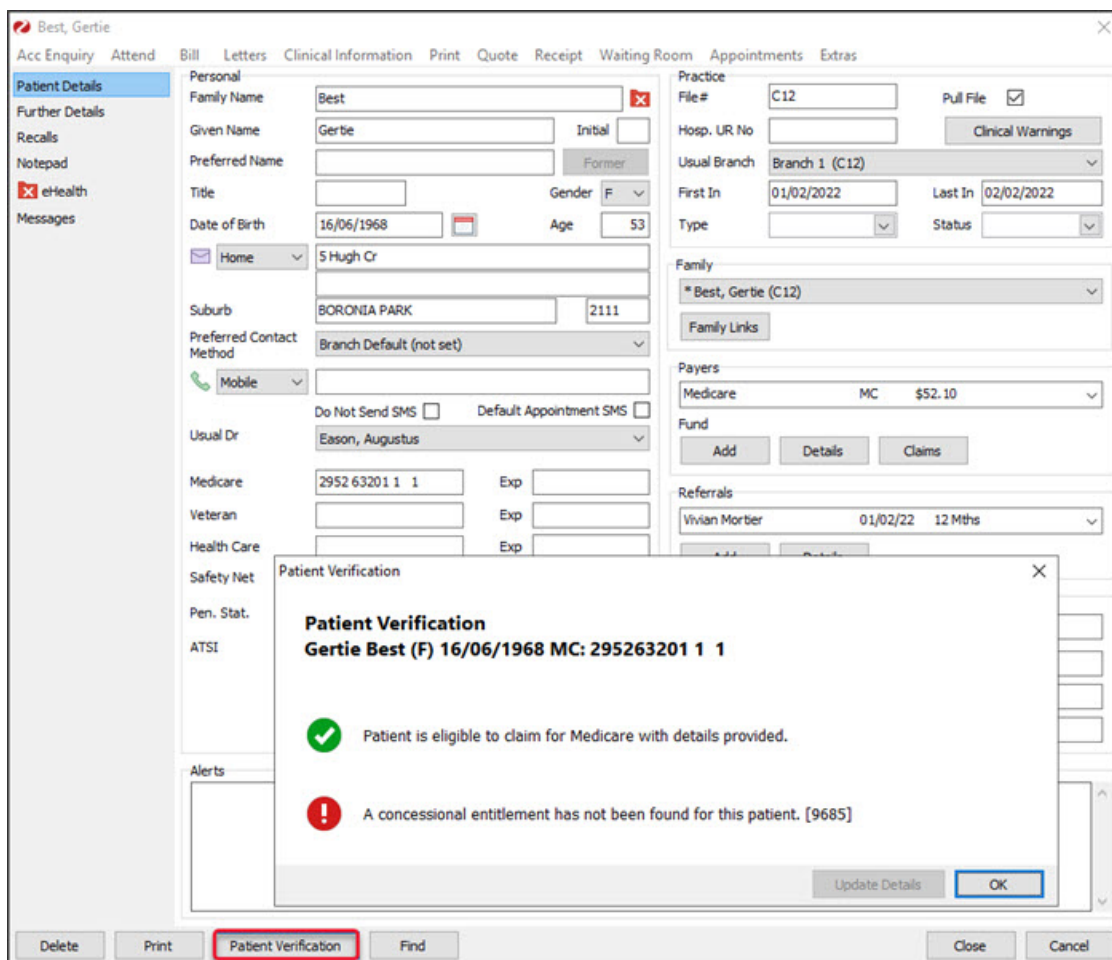 Best, Gertie
Acc Enquiry Attend Bill Letters Clinical Information Print Quote Receipt Waiting Room Appointments Extras
Patient Details
Further Details
Recalls
Notepad
eHealth
Messages
Personal
Family Name Best
Given Name Gertie Initial
Preferred Name Former
Title Gender F
Date of Birth 16/06/1968 Age 53
Home 5 Hugh Cr
Suburb BORONIA PARK 2111
Preferred Contact
Method
Branch Default (not set)
Mobile
Do Not Send SMS Default Appointment SMS
Usual Dr Eason, Augustus
Medicare 2952 63201 1 1 Exp
Veteran Exp
Health Care Exp
Safety Net
Pen. Stat.
ATSI
Practice
File# C12 Pull File
Hosp. UR No Clinical Warnings
Usual Branch Branch 1 (C12)
First In 01/02/2022 Last In 02/02/2022
Type Status
Family
* Best, Gertie (C12)
Family Links
Payers
Medicare MC $52.10
Fund
Add Details Claims
Referrals
Vivian Mortier 01/02/22 12 Mths
Alerts
Patient Verification
Patient Verification
Gertie Best (F) 16/06/1968 MC: 295263201 1 1
Patient is eligible to claim for Medicare with details provided.
A concessional entitlement has not been found for this patient. [9685]
Update Details OK
Delete Print Patient Verification Find Close Cancel